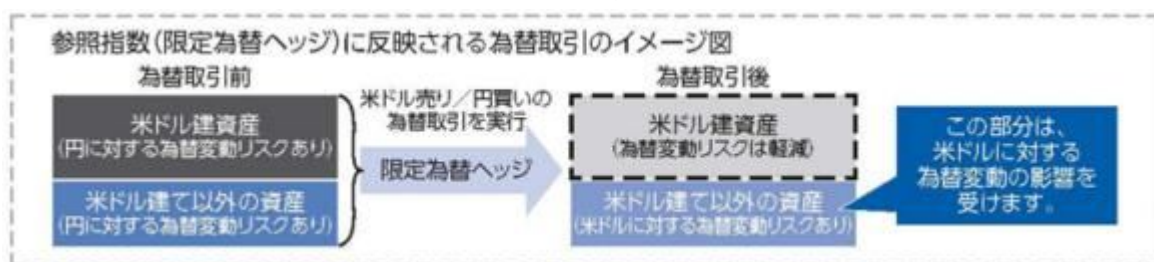 参照指数(限定為替ヘッジ)に反映される為替取引のイメージ図
為替取引前
米ドル建資産
(円に対する為替変動リスクあり)
米ドル建て以外の資産
(円に対する為替変動リスクあり)
米ドル売り/円買いの
為替取引を実行
限定為替ヘッジ
為替取引後
米ドル建資産
(為替変動リスクは軽減)
米ドル建て以外の資産
(米ドルに対する為替変動リスクあり)
この部分は、
米ドルに対する
為替変動の影響を
受けます。